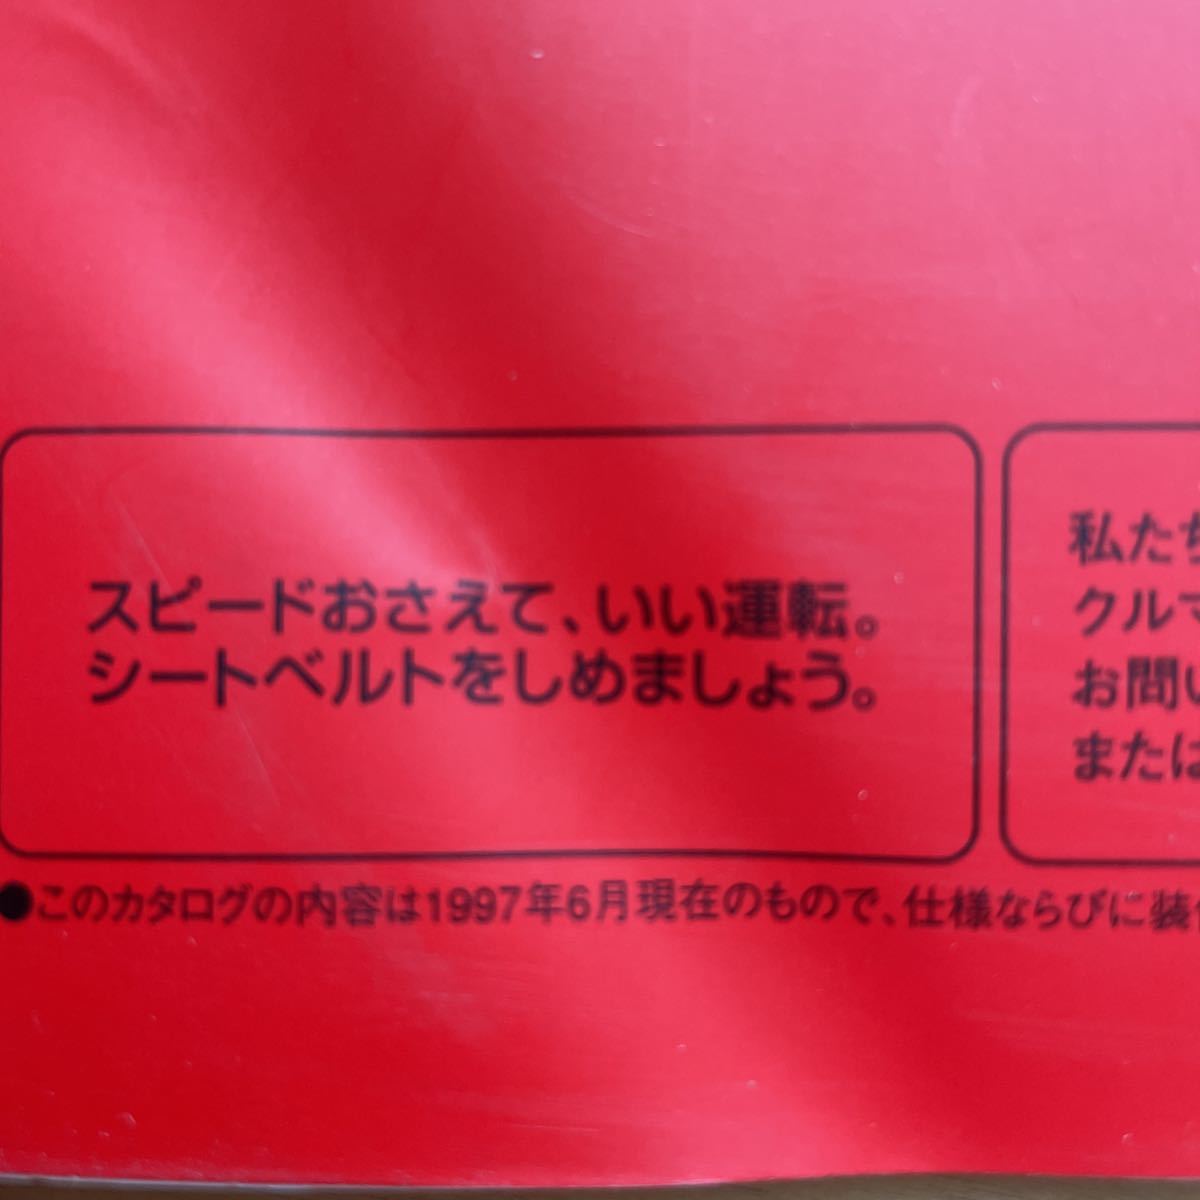 スピードおさえて、いい運転。
シートベルトをしめましょう。
私たち
クルマ
お問い
または
●このカタログの内容は1997年6月現在のもので、仕様ならびに装